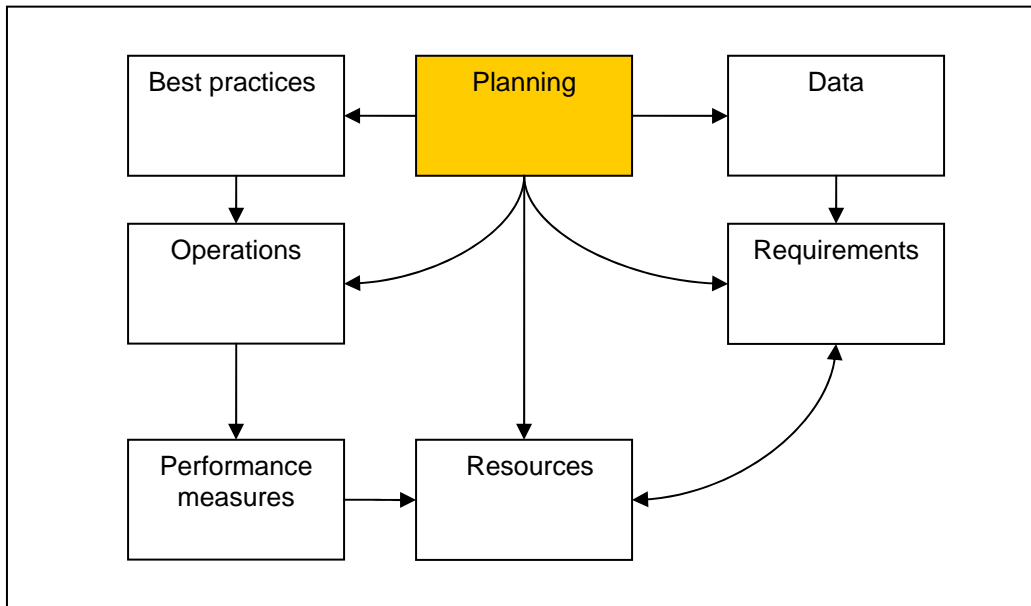 Best practices
Planning
Data
Operations
Requirements
Performance
measures
Resources